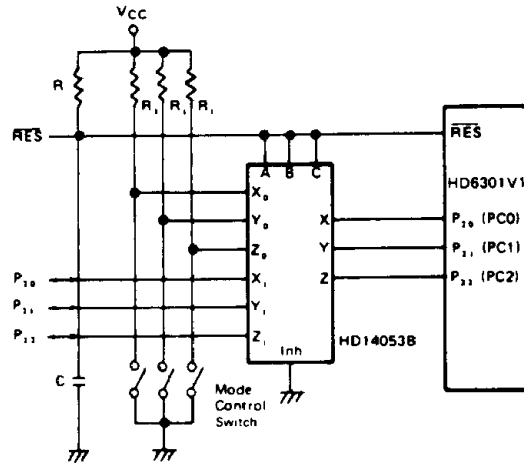 VCC
R
R₁ R₁ R₁
RES
RES
A B C
HD6301V1
X₀
Y₀
Z₀
X₁
Y₁
Z₁
X
Y
Z
P₂₀ (PC0)
P₂₁ (PC1)
P₂₂ (PC2)
P₂₀
P₂₁
P₂₂
Inh
HD14053B
C
Mode
Control
Switch